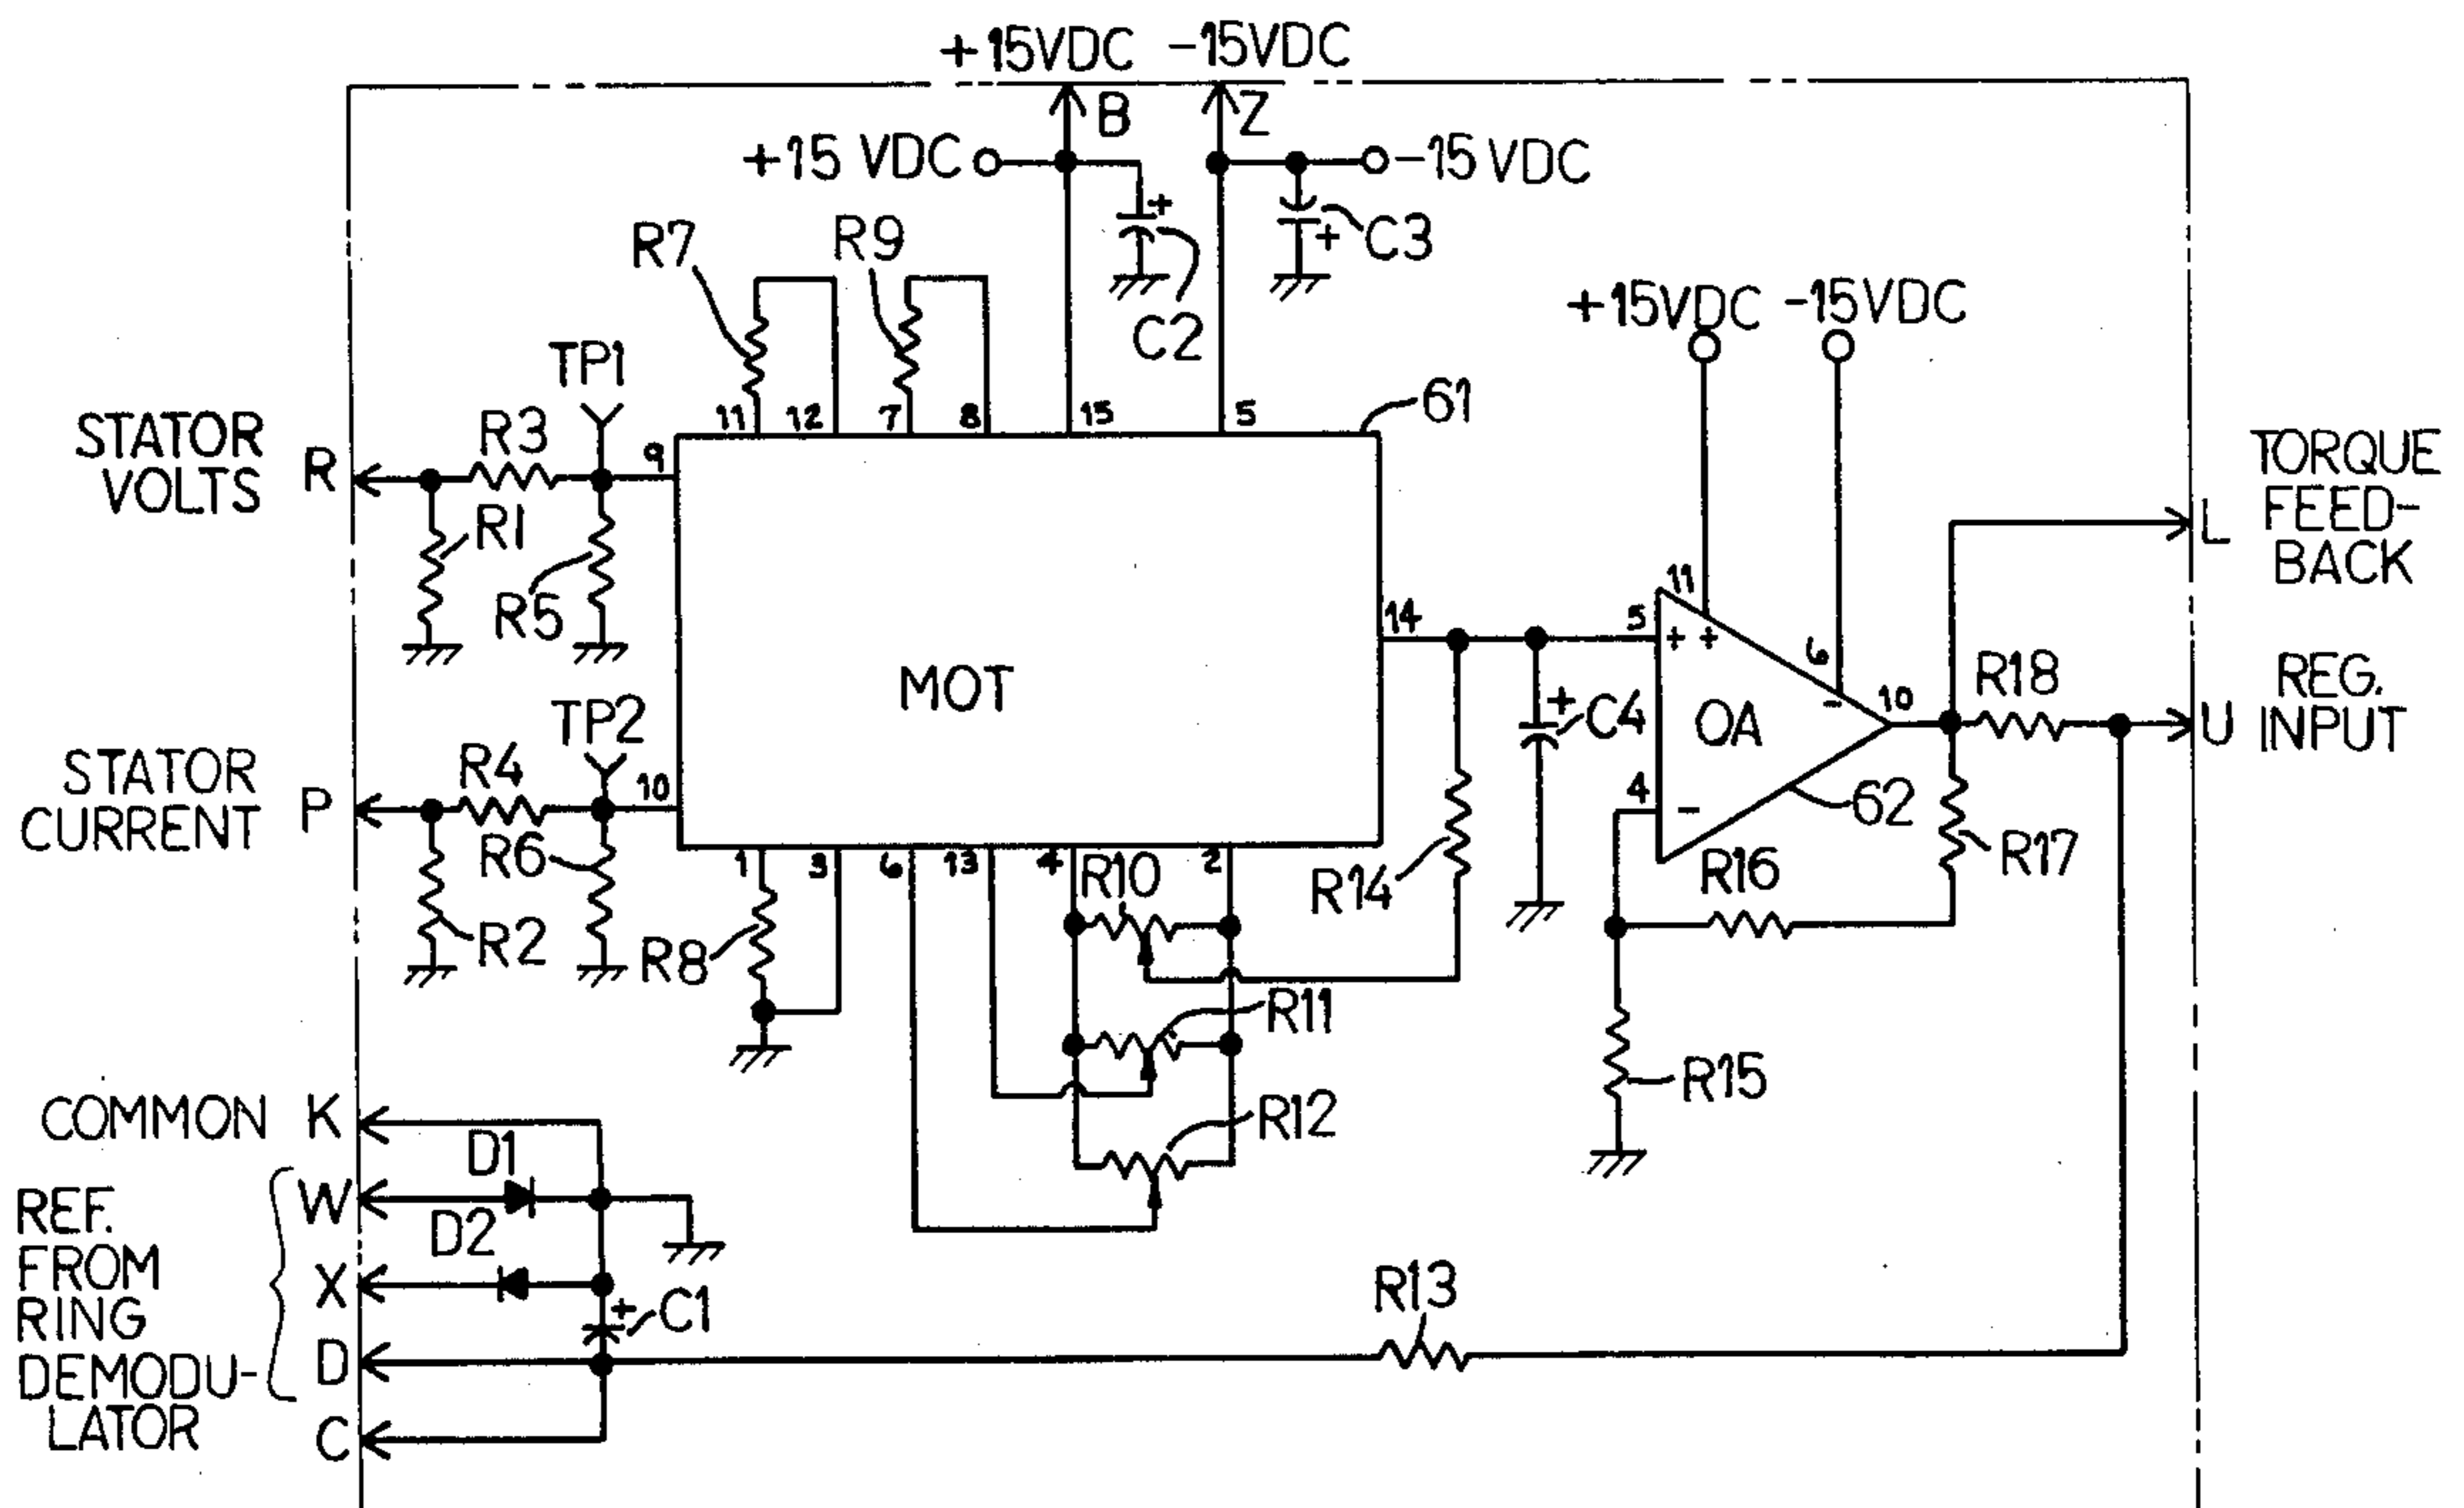 +15VDC -15VDC
B Z
+15 VDC -15 VDC
+ C3
+
C2
R7 R9
+15VDC -15VDC
TP1
11 12 7 8 15 5 61
STATOR
VOLTS
R R3 9
R1
R5
TORQUE
FEED-
BACK
L
14
11
5 + +
6
-
10
R18
REG.
INPUT
U
MOT
OA
+ C4
4 -
62
R17
R16
TP2
STATOR
CURRENT
P R4 10
R6
R2
1 3 6 13 4 2
R10
R14
R8
R11
R15
R12
COMMON K
D1
W
D2
X
+ C1
D
C
REF.
FROM
RING
DEMODU-
LATOR
R13